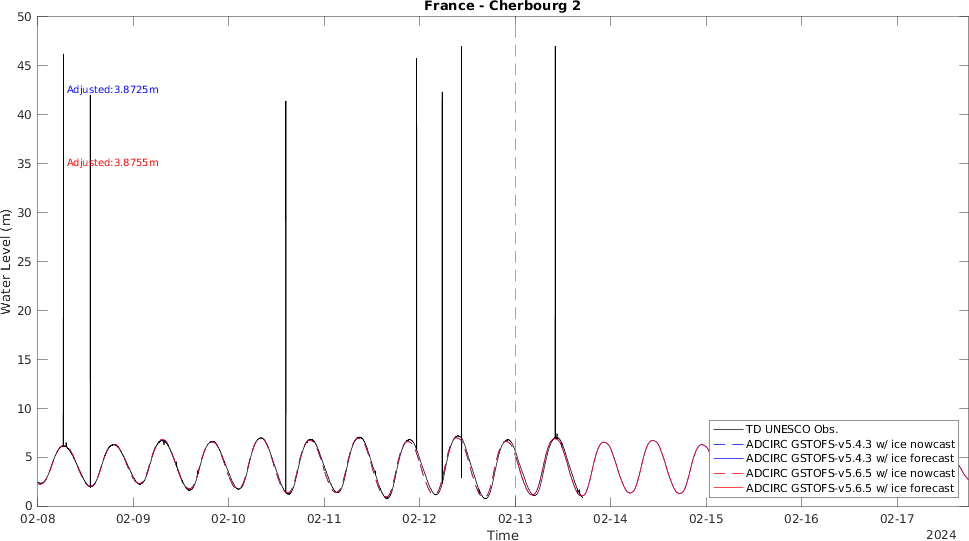 France - Cherbourg 2
50
45
40
35
30
25
20
15
10
5
0
Water Level (m)
Adjusted:3.8725m
Adjusted:3.8755m
TD UNESCO Obs.
ADCIRC GSTOFS-v5.4.3 w/ ice nowcast
ADCIRC GSTOFS-v5.4.3 w/ ice forecast
ADCIRC GSTOFS-v5.6.5 w/ ice nowcast
ADCIRC GSTOFS-v5.6.5 w/ ice forecast
02-08 02-09 02-10 02-11 02-12 02-13 02-14 02-15 02-16 02-17
Time
2024